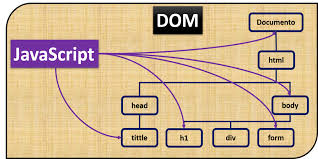 DOM
Documento
JavaScript
html
head
body
tittle
h1
div
form